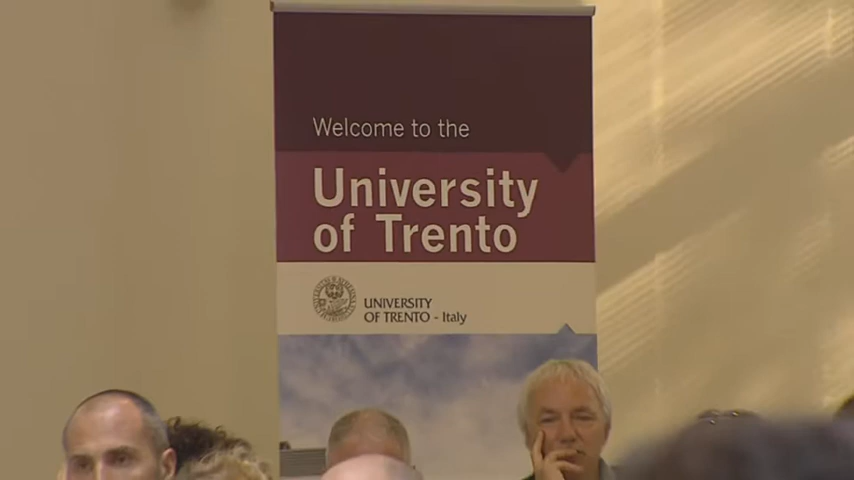 Welcome to the
University
of Trento
UNIVERSITY
OF TRENTO - Italy